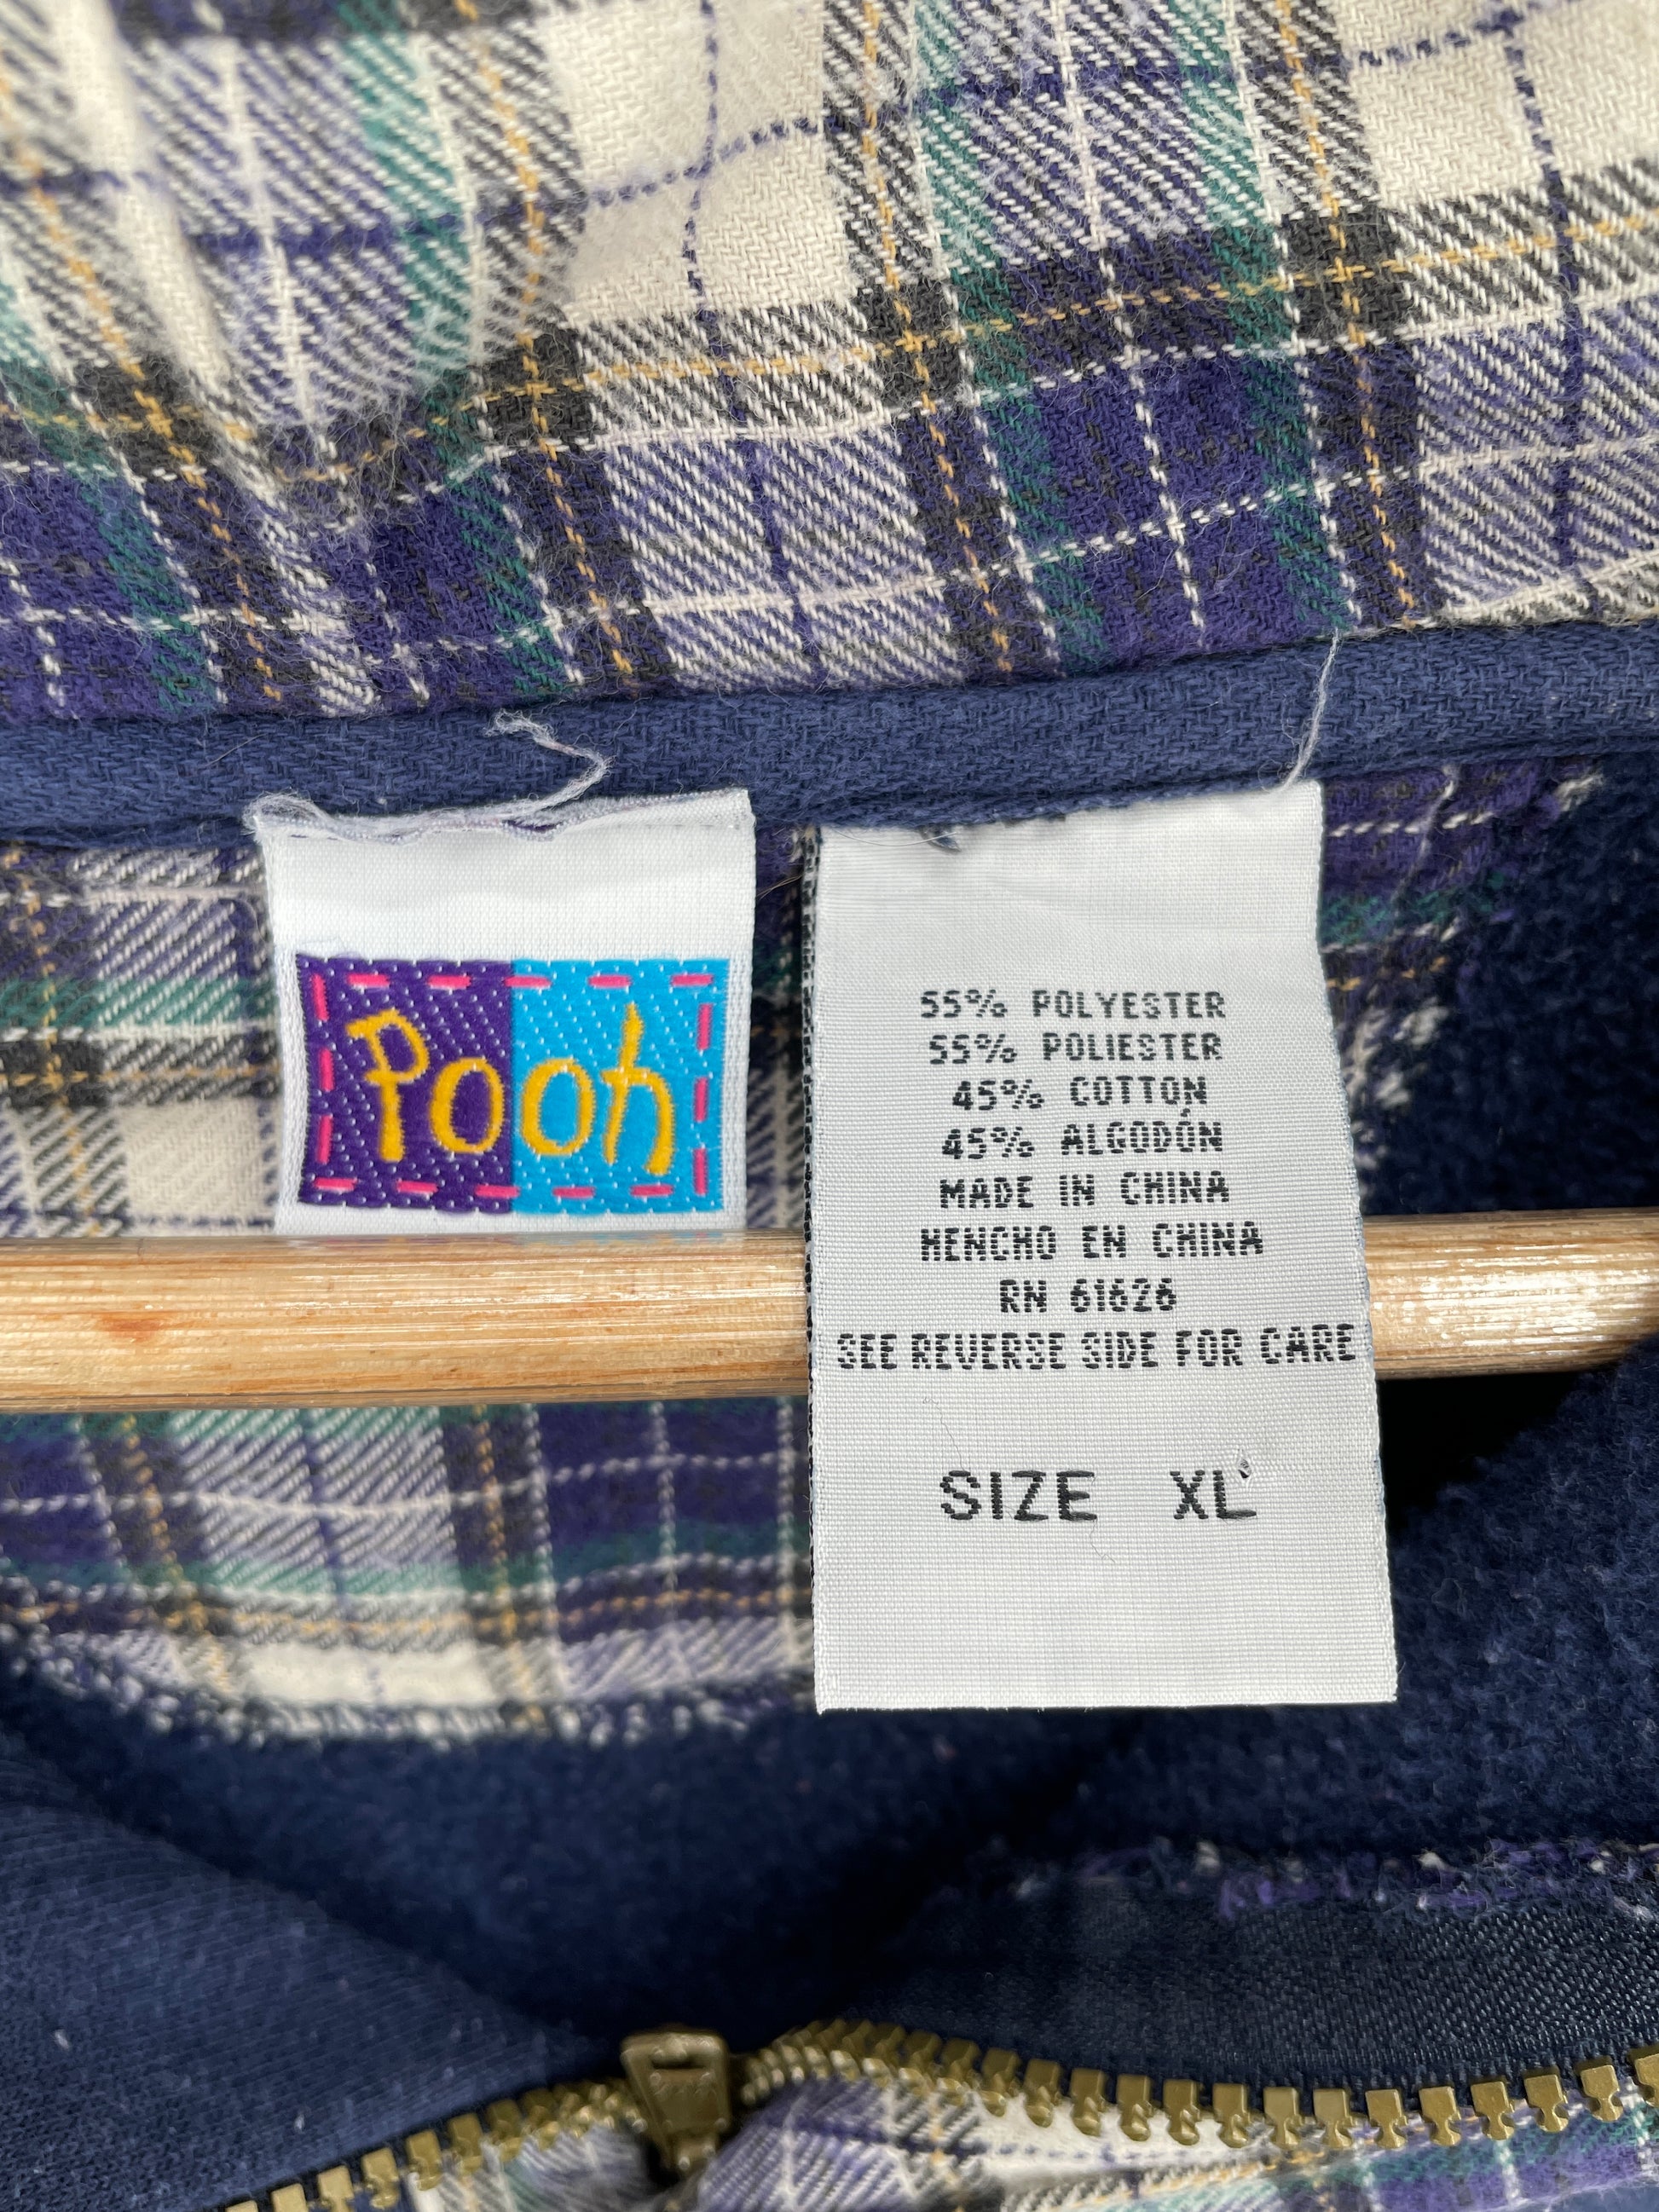 Pooh
55% POLYESTER
55% POLIESTER
45% COTTON
45% ALGODÓN
MADE IN CHINA
HENCHO EN CHINA
RN 61626
SEE REVERSE SIDE FOR CARE
SIZE XL